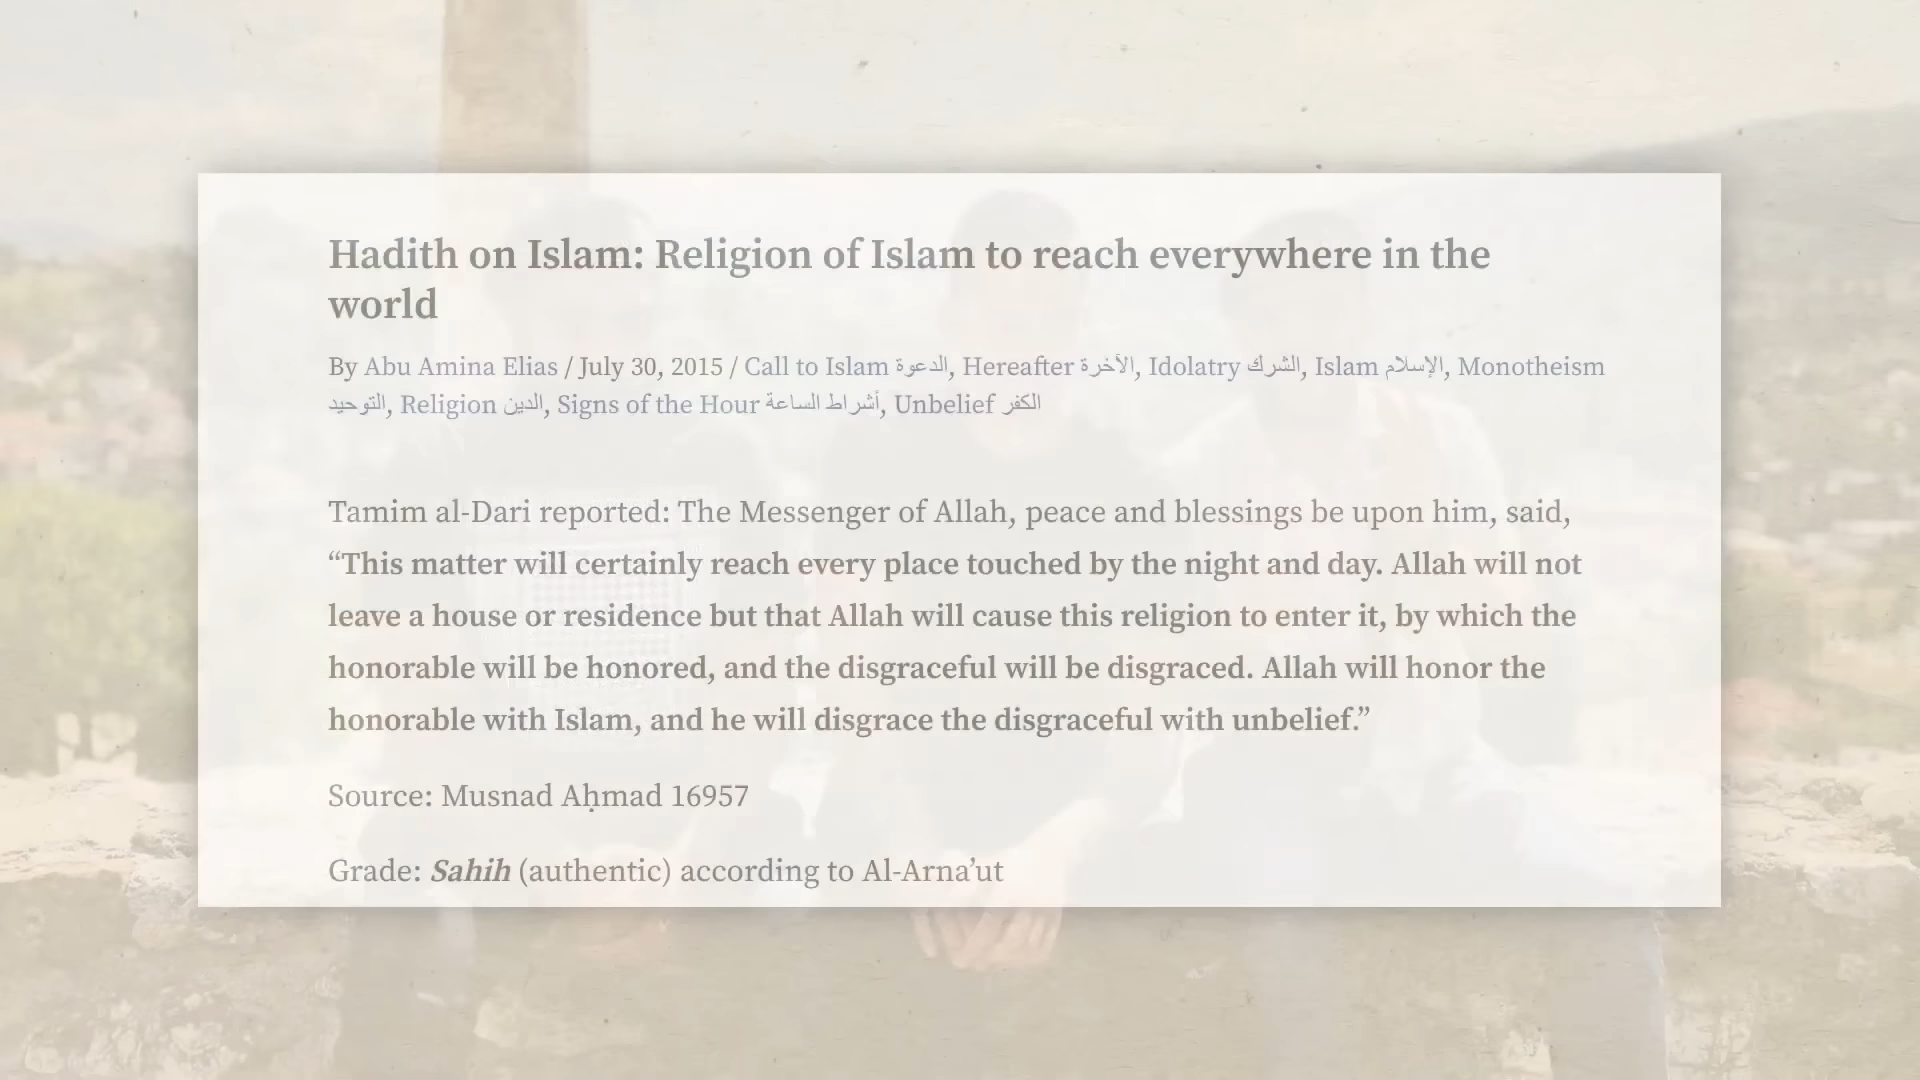 Hadith on Islam: Religion of Islam to reach everywhere in the
world
By Abu Amina Elias / July 30, 2015 / Call to Islam الدعوة, Hereafter الآخرة, Idolatry الشرك, Islam الإسلام, Monotheism
التوحيد, Religion الدين, Signs of the Hour أشراط الساعة, Unbelief الكفر
Tamim al-Dari reported: The Messenger of Allah, peace and blessings be upon him, said,
“This matter will certainly reach every place touched by the night and day. Allah will not
leave a house or residence but that Allah will cause this religion to enter it, by which the
honorable will be honored, and the disgraceful will be disgraced. Allah will honor the
honorable with Islam, and he will disgrace the disgraceful with unbelief.”
Source: Musnad Aḥmad 16957
Grade: Sahih (authentic) according to Al-Arna’ut